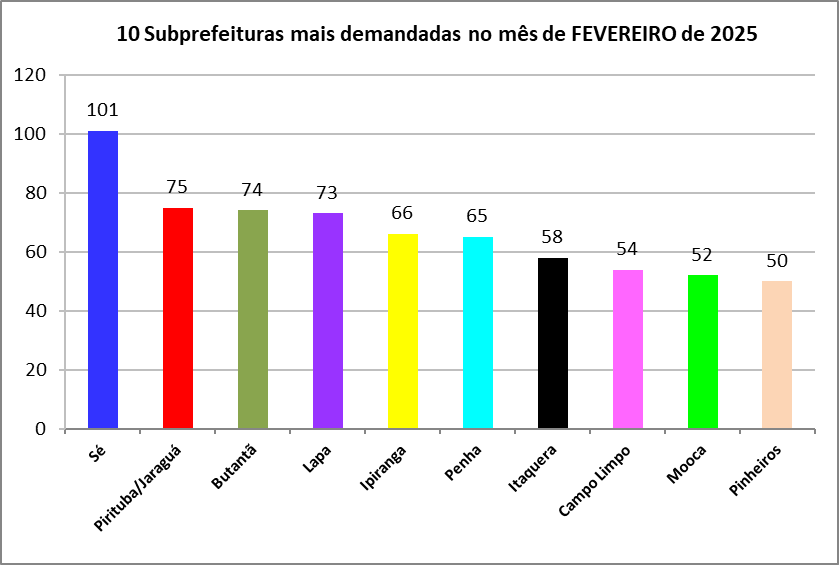 10 Subprefeituras mais demandadas no mês de FEVEREIRO de 2025
120
100
80
60
40
20
0
101
75
74
73
66
65
58
54
52
50
Sé
Pirituba/Jaraguá
Butantã
Lapa
Ipiranga
Penha
Itaquera
Campo Limpo
Mooca
Pinheiros